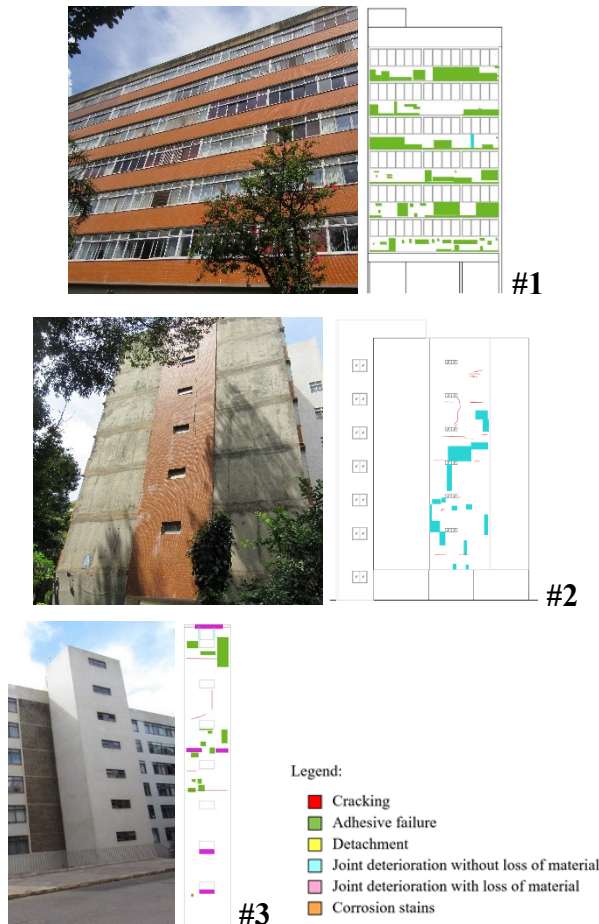 #1
#2
#3
Legend:
Cracking
Adhesive failure
Detachment
Joint deterioration without loss of material
Joint deterioration with loss of material
Corrosion stains